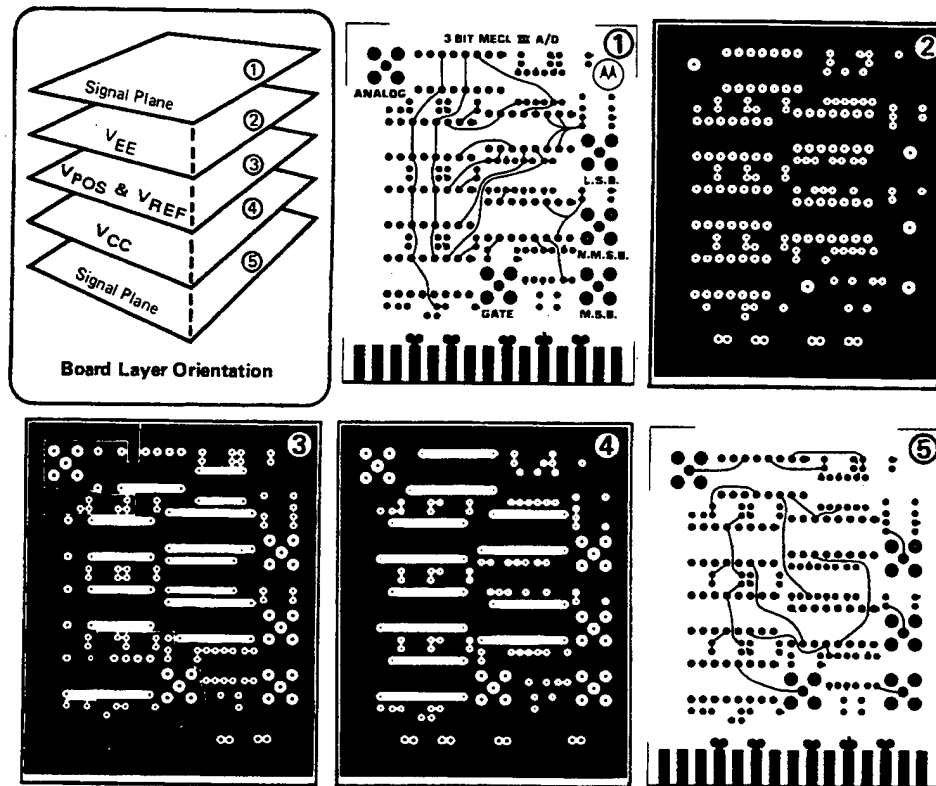 ①
Signal Plane
②
VEE
③
VPOS & VREF
④
VCC
⑤
Signal Plane
Board Layer Orientation
3 BIT MECL III A/D
①
AA
ANALOG
L.S.B.
N.M.S.B.
GATE
M.S.B.
②
③
④
⑤